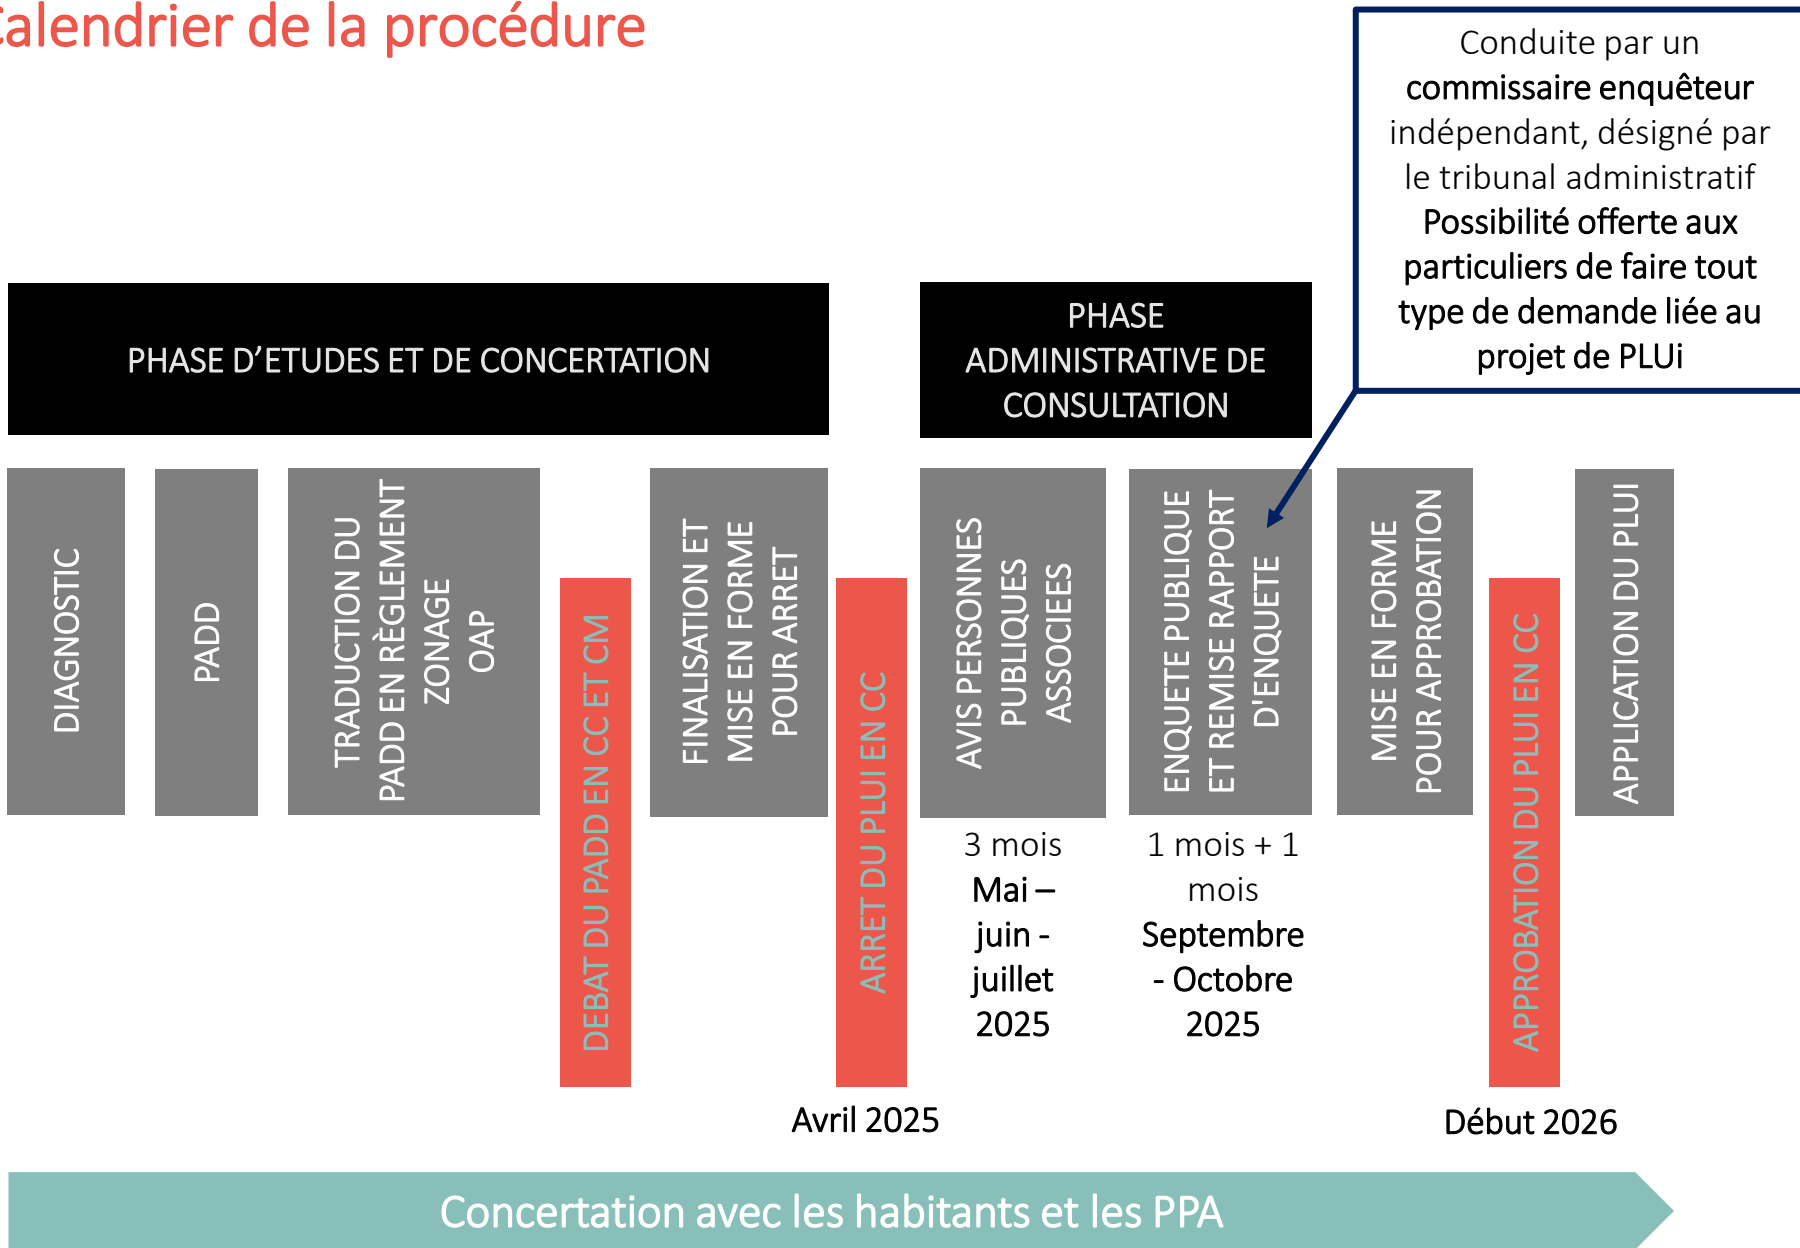 Calendrier de la procédure
Conduite par un
commissaire enquêteur
indépendant, désigné par
le tribunal administratif
Possibilité offerte aux
particuliers de faire tout
type de demande liée au
projet de PLUi
PHASE D’ETUDES ET DE CONCERTATION
PHASE
ADMINISTRATIVE DE
CONSULTATION
DIAGNOSTIC
PADD
TRADUCTION DU
PADD EN RÈGLEMENT
ZONAGE
OAP
DEBAT DU PADD EN CC ET CM
FINALISATION ET
MISE EN FORME
POUR ARRET
ARRET DU PLUI EN CC
AVIS PERSONNES
PUBLIQUES
ASSOCIEES
ENQUETE PUBLIQUE
ET REMISE RAPPORT
D'ENQUETE
MISE EN FORME
POUR APPROBATION
APPROBATION DU PLUI EN CC
APPLICATION DU PLUI
3 mois
Mai –
juin -
juillet
2025
1 mois + 1
mois
Septembre
- Octobre
2025
Avril 2025
Début 2026
Concertation avec les habitants et les PPA